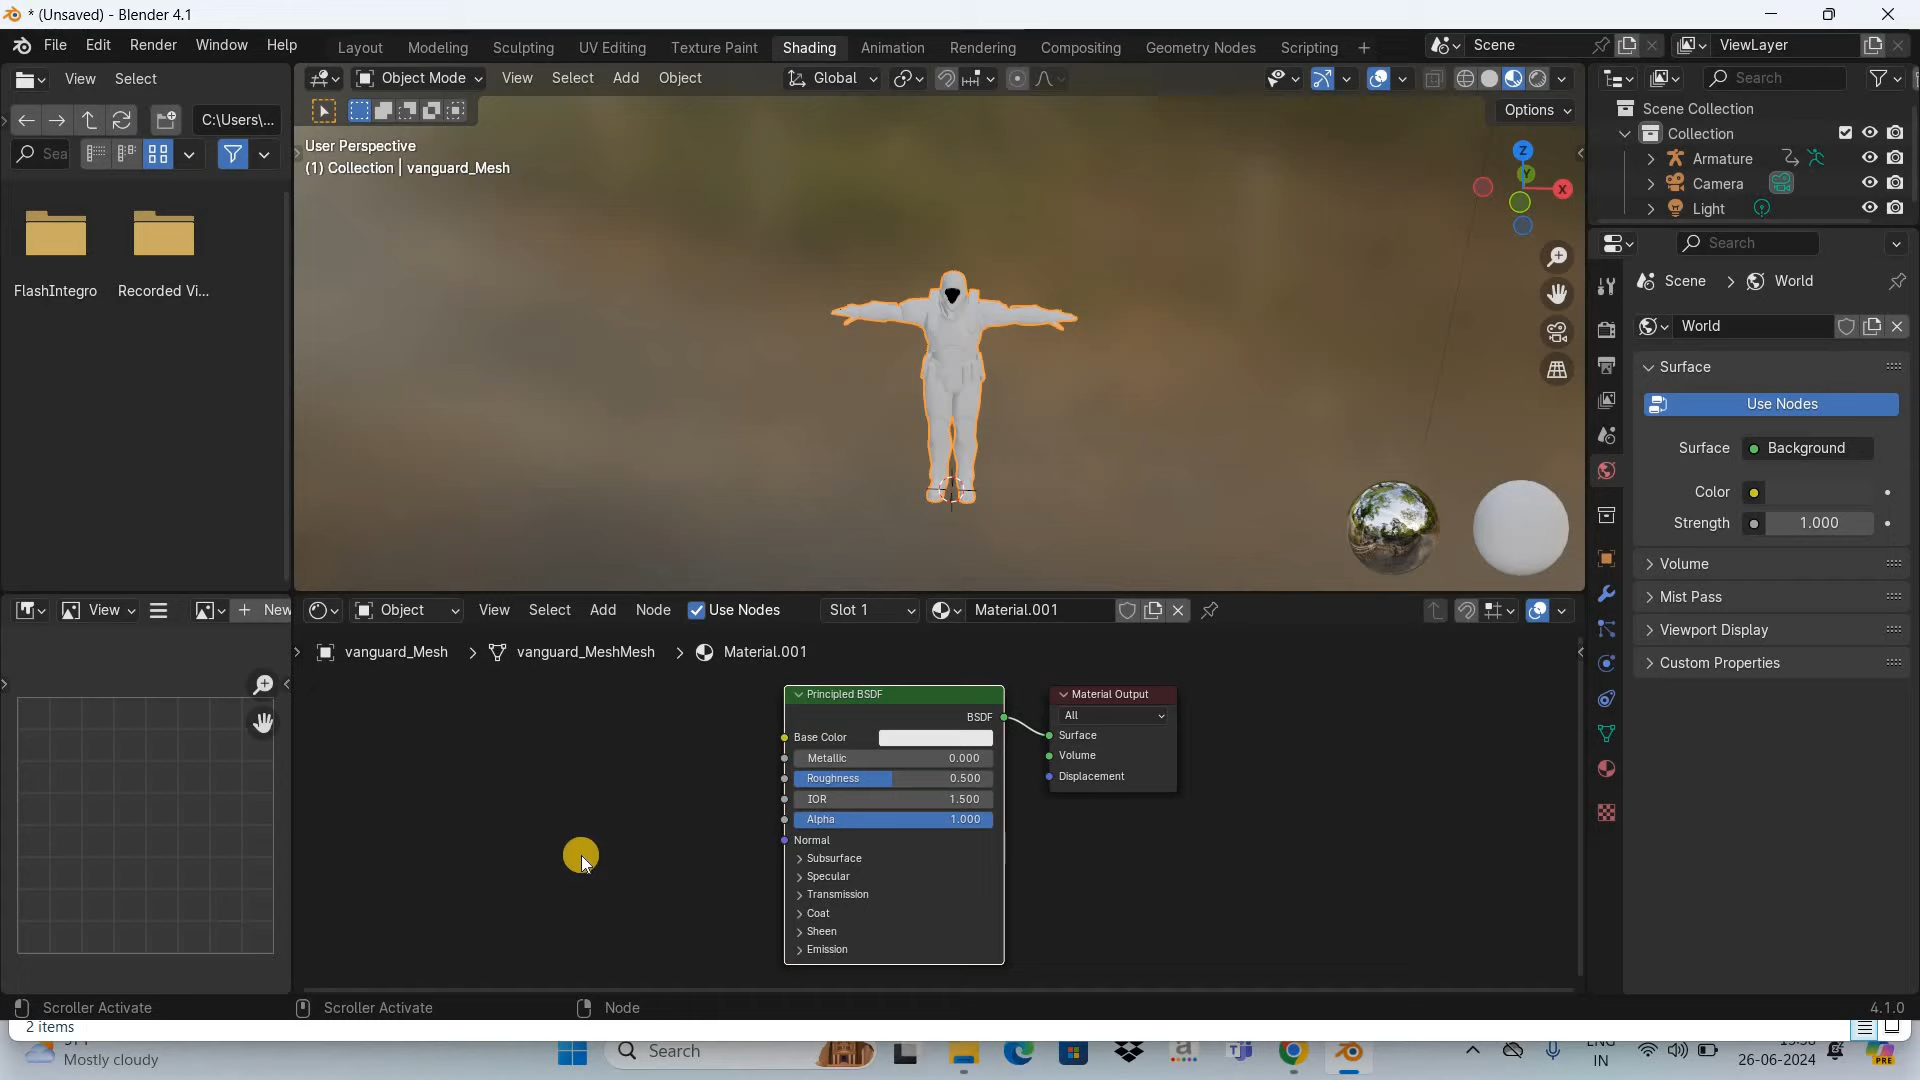 * (Unsaved) - Blender 4.1
File Edit Render Window Help
Layout Modeling Sculpting UV Editing Texture Paint Shading Animation Rendering Compositing Geometry Nodes Scripting +
Scene ViewLayer
View Select
Object Mode View Select Add Object Global
Search
C:\Users\...
Options
Sea
User Perspective
(1) Collection | vanguard_Mesh
Scene Collection
Collection
Armature
Camera
Light
Z
Y
X
FlashIntegro Recorded Vi...
Search
Scene > World
World
Surface
Use Nodes
Surface Background
Color
Strength 1.000
Volume
Mist Pass
Viewport Display
Custom Properties
View + New
Object View Select Add Node Use Nodes Slot 1 Material.001
vanguard_Mesh > vanguard_MeshMesh > Material.001
Principled BSDF
BSDF
Base Color
Metallic 0.000
Roughness 0.500
IOR 1.500
Alpha 1.000
Normal
Subsurface
Specular
Transmission
Coat
Sheen
Emission
Material Output
All
Surface
Volume
Displacement
Scroller Activate Scroller Activate Node 4.1.0
2 items
Mostly cloudy
Search
ENG
IN
26-06-2024
PRE